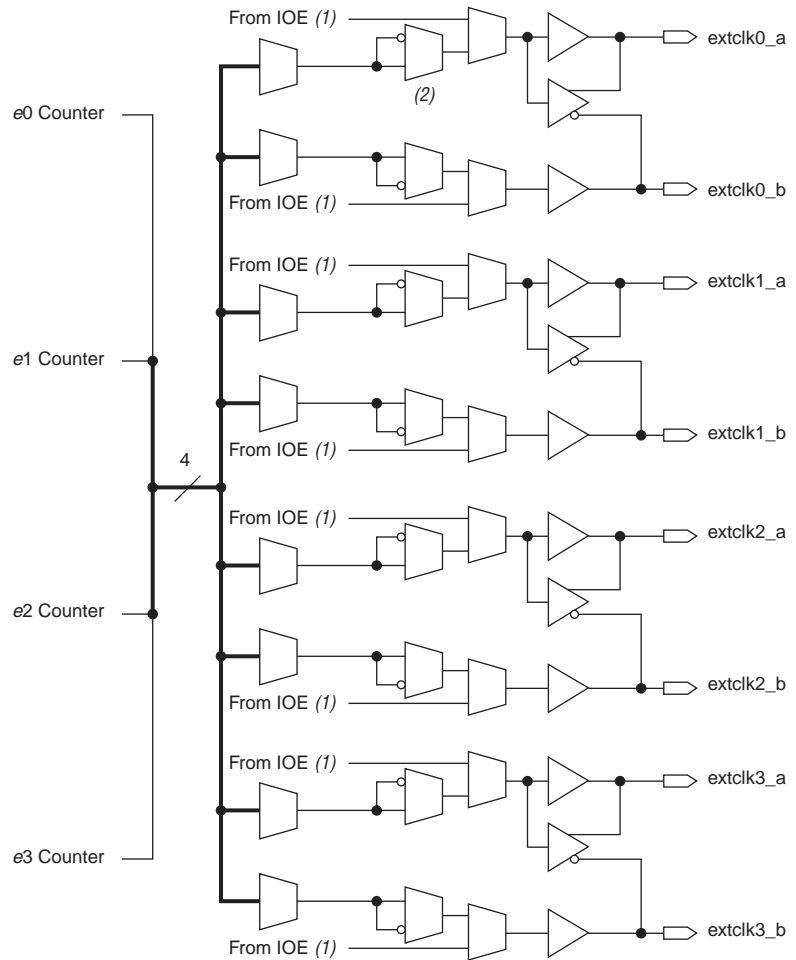 From IOE (1)
extclk0_a
(2)
e0 Counter
extclk0_b
From IOE (1)
From IOE (1)
extclk1_a
e1 Counter
extclk1_b
From IOE (1)
4
From IOE (1)
extclk2_a
e2 Counter
extclk2_b
From IOE (1)
From IOE (1)
extclk3_a
e3 Counter
extclk3_b
From IOE (1)